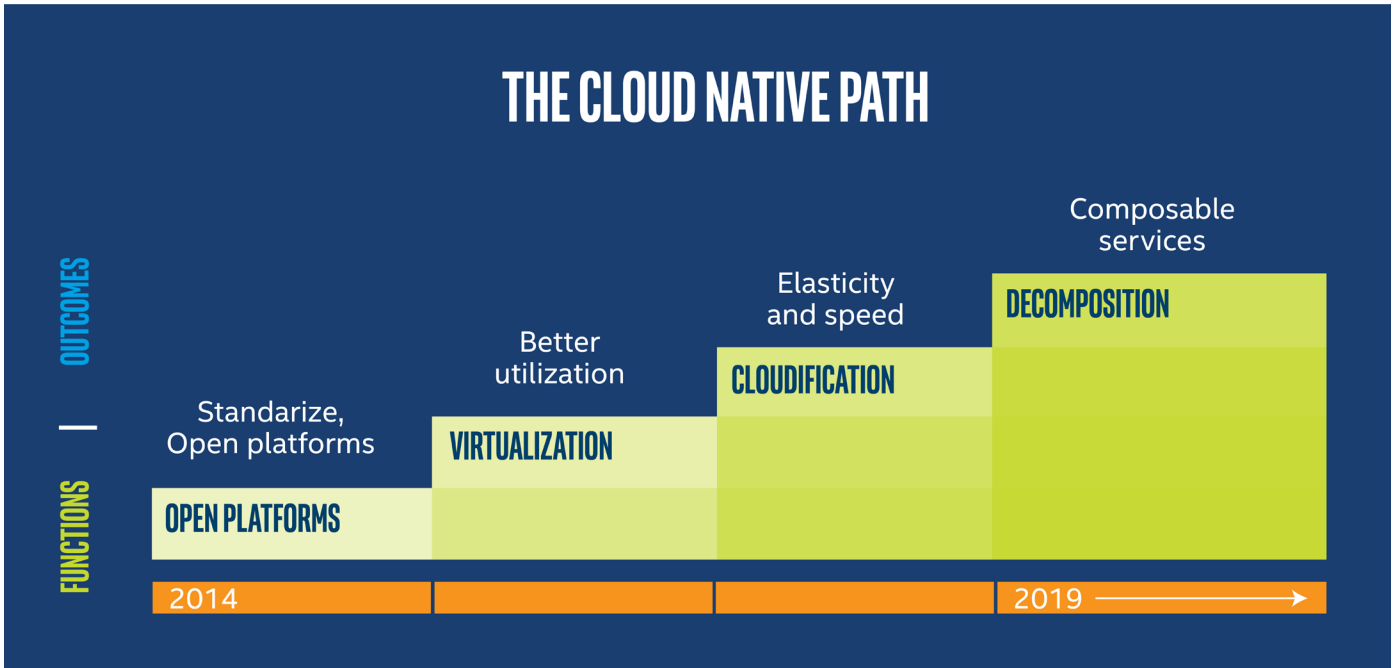 THE CLOUD NATIVE PATH
OUTCOMES
FUNCTIONS
Standarize,
Open platforms
OPEN PLATFORMS
Better
utilization
VIRTUALIZATION
Elasticity
and speed
CLOUDIFICATION
Composable
services
DECOMPOSITION
2014
2019